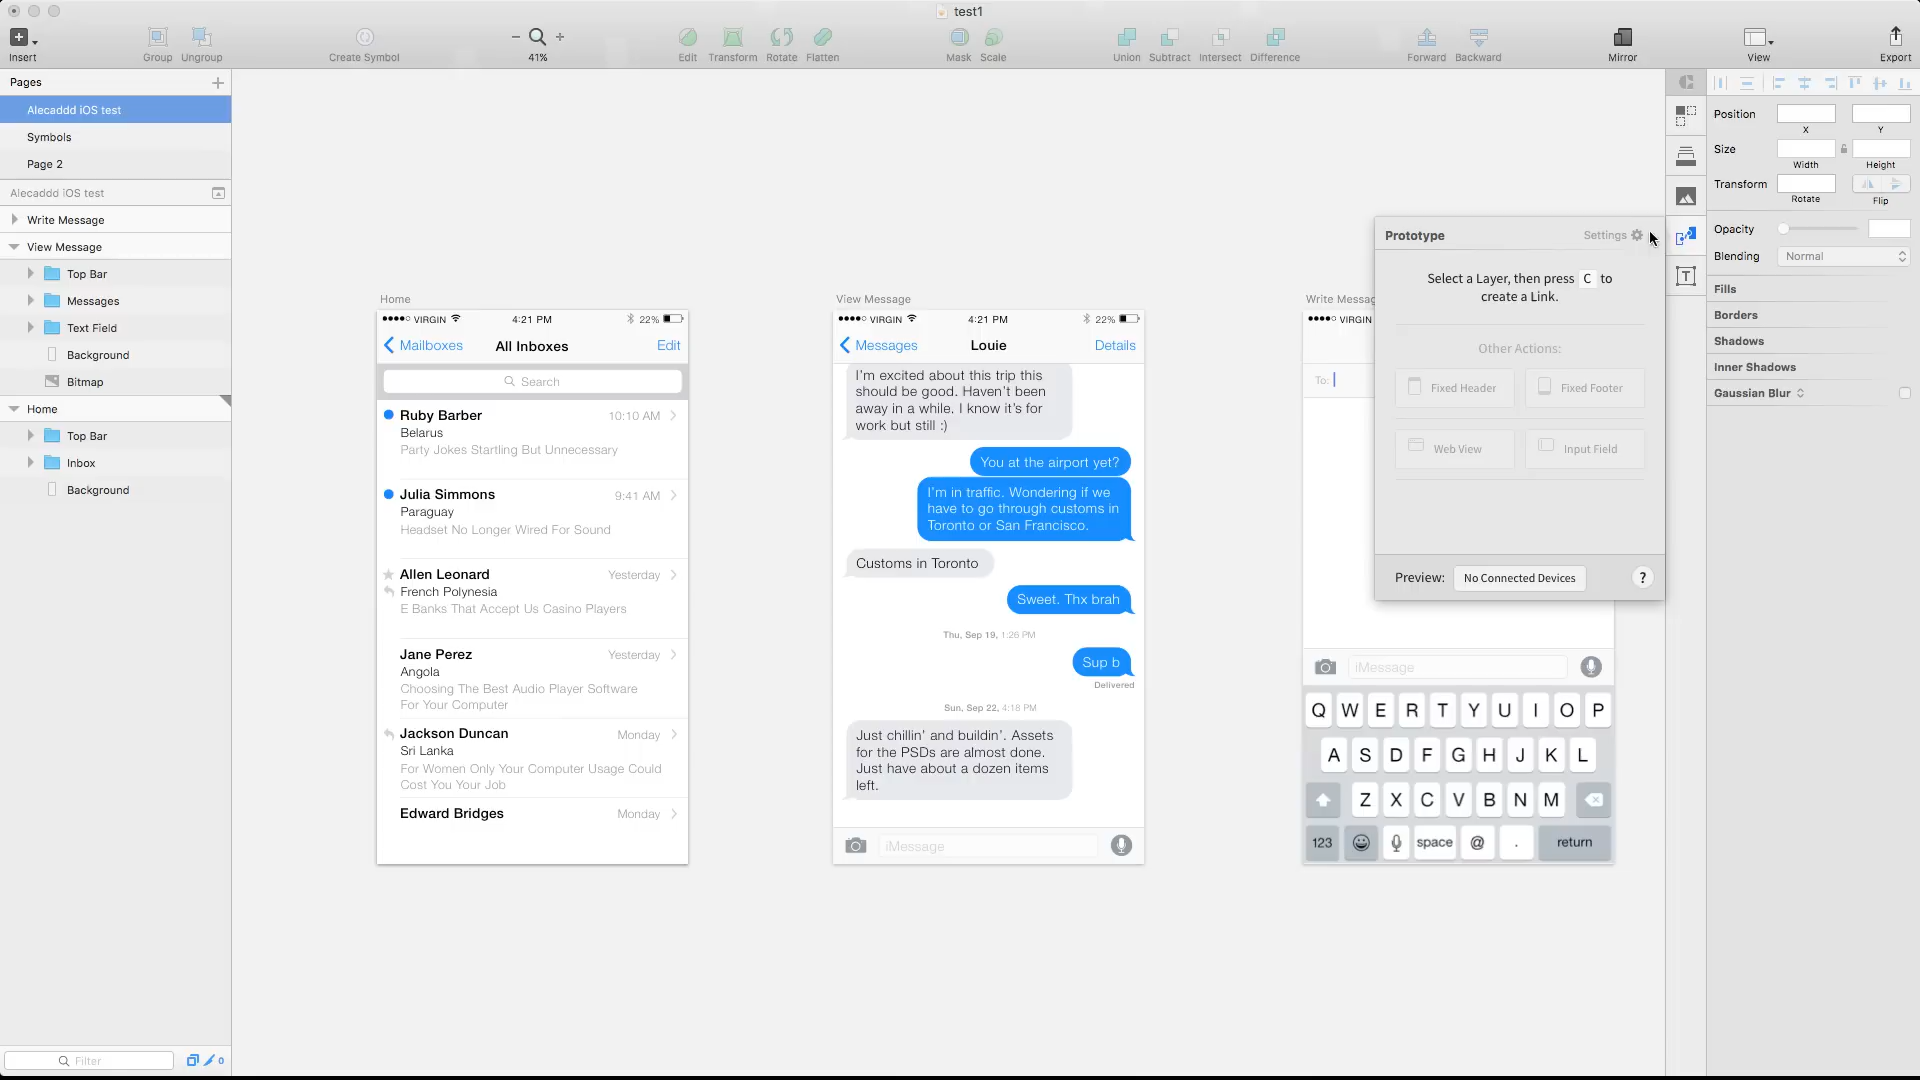 test1
Insert
Group
Ungroup
Create Symbol
41%
Edit
Transform
Rotate
Flatten
Mask
Scale
Union
Subtract
Intersect
Difference
Forward
Backward
Mirror
View
Export
Pages
Alecaddd iOS test
Symbols
Page 2
Alecaddd iOS test
Write Message
View Message
Top Bar
Messages
Text Field
Background
Bitmap
Home
Top Bar
Inbox
Background
Filter
0
Home
VIRGIN 4:21 PM 22%
Mailboxes All Inboxes Edit
Search
Ruby Barber 10:10 AM
Belarus
Party Jokes Startling But Unnecessary
Julia Simmons 9:41 AM
Paraguay
Headset No Longer Wired For Sound
Allen Leonard Yesterday
French Polynesia
E Banks That Accept Us Casino Players
Jane Perez Yesterday
Angola
Choosing The Best Audio Player Software
For Your Computer
Jackson Duncan Monday
Sri Lanka
For Women Only Your Computer Usage Could
Cost You Your Job
Edward Bridges Monday
View Message
VIRGIN 4:21 PM 22%
Messages Louie Details
I'm excited about this trip this
should be good. Haven't been
away in a while. I know it's for
work but still :)
You at the airport yet?
I'm in traffic. Wondering if we
have to go through customs in
Toronto or San Francisco.
Customs in Toronto
Sweet. Thx brah
Thu, Sep 19, 1:26 PM
Sup b
Delivered
Sun, Sep 22, 4:18 PM
Just chillin' and buildin'. Assets
for the PSDs are almost done.
Just have about a dozen items
left.
iMessage
Write Messag
VIRGIN
To:
iMessage
Q W E R T Y U I O P
A S D F G H J K L
Z X C V B N M
123 space @ . return
Prototype Settings
Select a Layer, then press C to
create a Link.
Other Actions:
Fixed Header Fixed Footer
Web View Input Field
Preview: No Connected Devices ?
Position
X Y
Size
Width Height
Transform
Rotate Flip
Opacity
Blending Normal
Fills
Borders
Shadows
Inner Shadows
Gaussian Blur